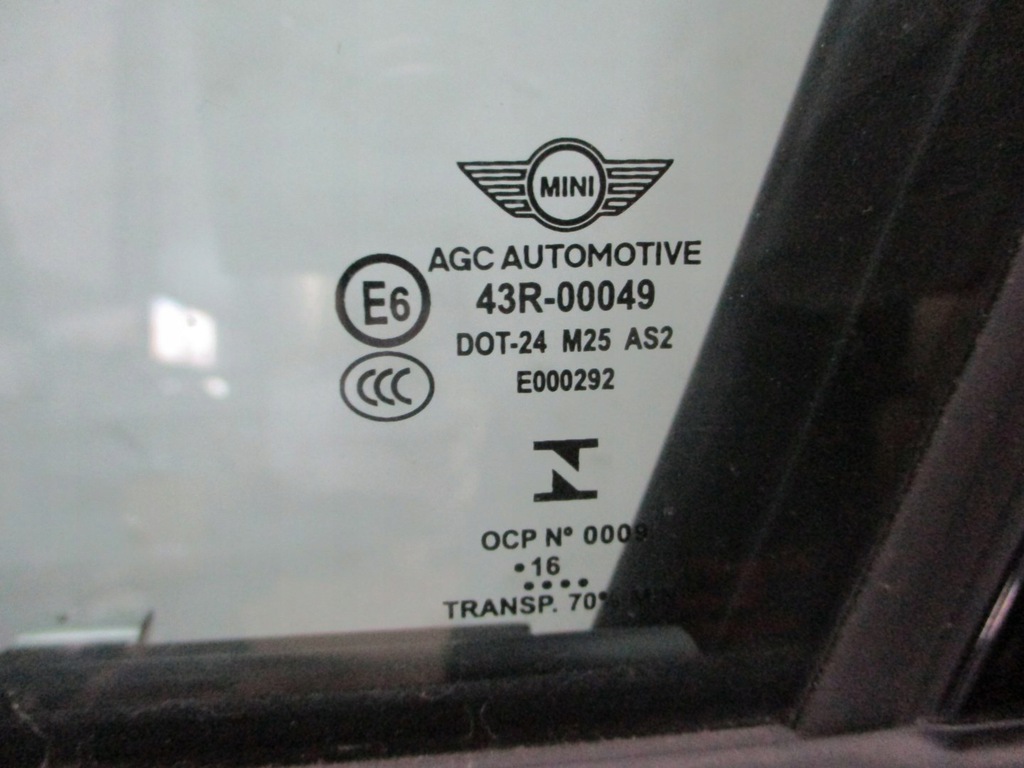 MINI
AGC AUTOMOTIVE
E6
43R-00049
DOT-24 M25 AS2
CCC
E000292
OCP Nº 0009
•16
••••
TRANSP. 70%